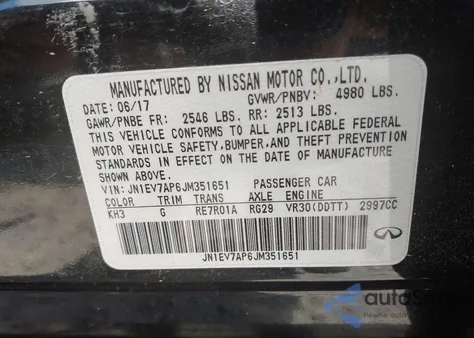 MANUFACTURED BY NISSAN MOTOR CO.,LTD.
DATE: 06/17 GVWR/PNBV: 4980 LBS.
GAWR/PNBE FR: 2546 LBS. RR: 2513 LBS.
THIS VEHICLE CONFORMS TO ALL APPLICABLE FEDERAL
MOTOR VEHICLE SAFETY,BUMPER,AND THEFT PREVENTION
STANDARDS IN EFFECT ON THE DATE OF MANUFACTURE
SHOWN ABOVE.
VIN: JN1EV7AP6JM351651 PASSENGER CAR
COLOR TRIM TRANS AXLE ENGINE
KH3 G RE7R01A RG29 VR30(DDTT) 2997CC
JN1EV7AP6JM351651
INFINITI